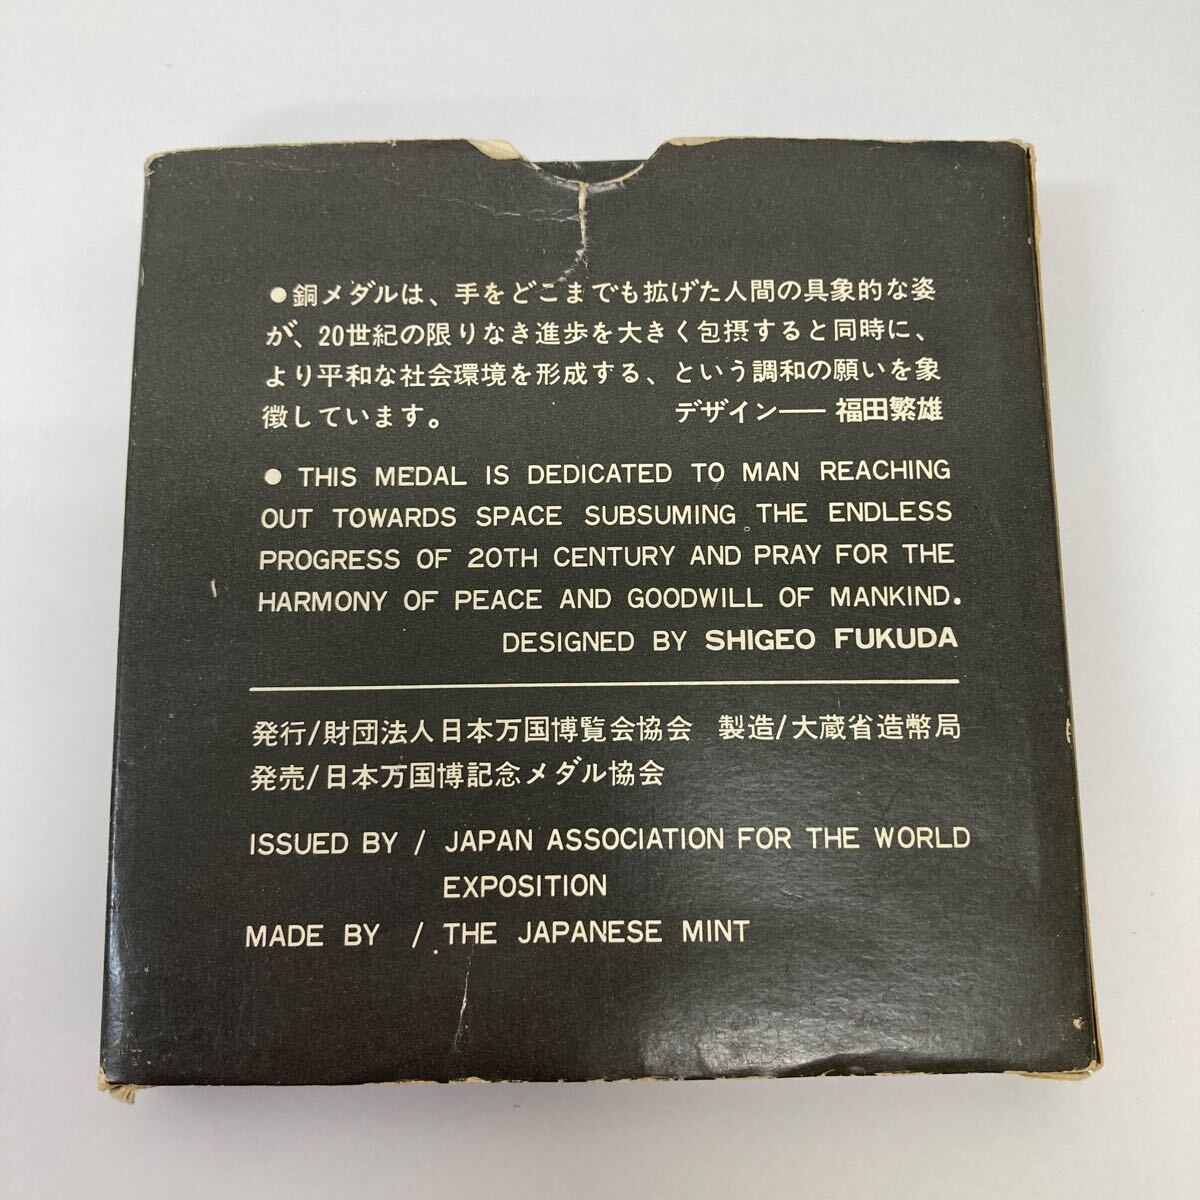 ●銅メダルは、手をどこまでも拡げた人間の具象的な姿
が、20世紀の限りなき進歩を大きく包摂すると同時に、
より平和な社会環境を形成する、という調和の願いを象
徴しています。 デザイン── 福田繁雄
● THIS MEDAL IS DEDICATED TO MAN REACHING
OUT TOWARDS SPACE SUBSUMING THE ENDLESS
PROGRESS OF 20TH CENTURY AND PRAY FOR THE
HARMONY OF PEACE AND GOODWILL OF MANKIND.
DESIGNED BY SHIGEO FUKUDA
発行/財団法人日本万国博覧会協会 製造/大蔵省造幣局
発売/日本万国博記念メダル協会
ISSUED BY / JAPAN ASSOCIATION FOR THE WORLD
EXPOSITION
MADE BY / THE JAPANESE MINT